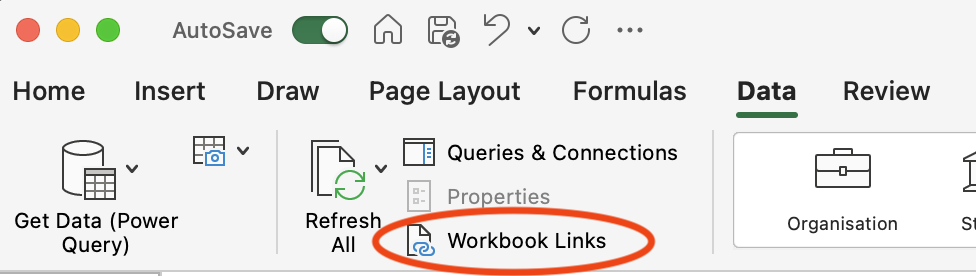 AutoSave
Home Insert Draw Page Layout Formulas Data Review
Get Data (Power
Query)
Refresh
All
Queries & Connections
Properties
Workbook Links
Organisation